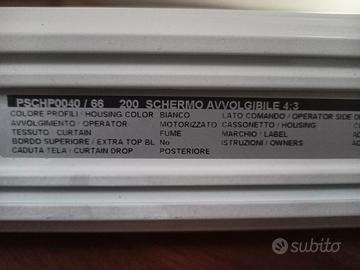 PSCHP0040 / 66 200 SCHERMO AVVOLGIBILE 4:3
COLORE PROFILI / HOUSING COLOR BIANCO LATO COMANDO / OPERATOR SIDE
AVVOLGIMENTO / OPERATOR MOTORIZZATO CASSONETTO / HOUSING
TESSUTO / CURTAIN FUME MARCHIO / LABEL
BORDO SUPERIORE / EXTRA TOP BL No ISTRUZIONI / OWNERS
CADUTA TELA / CURTAIN DROP POSTERIORE
subito